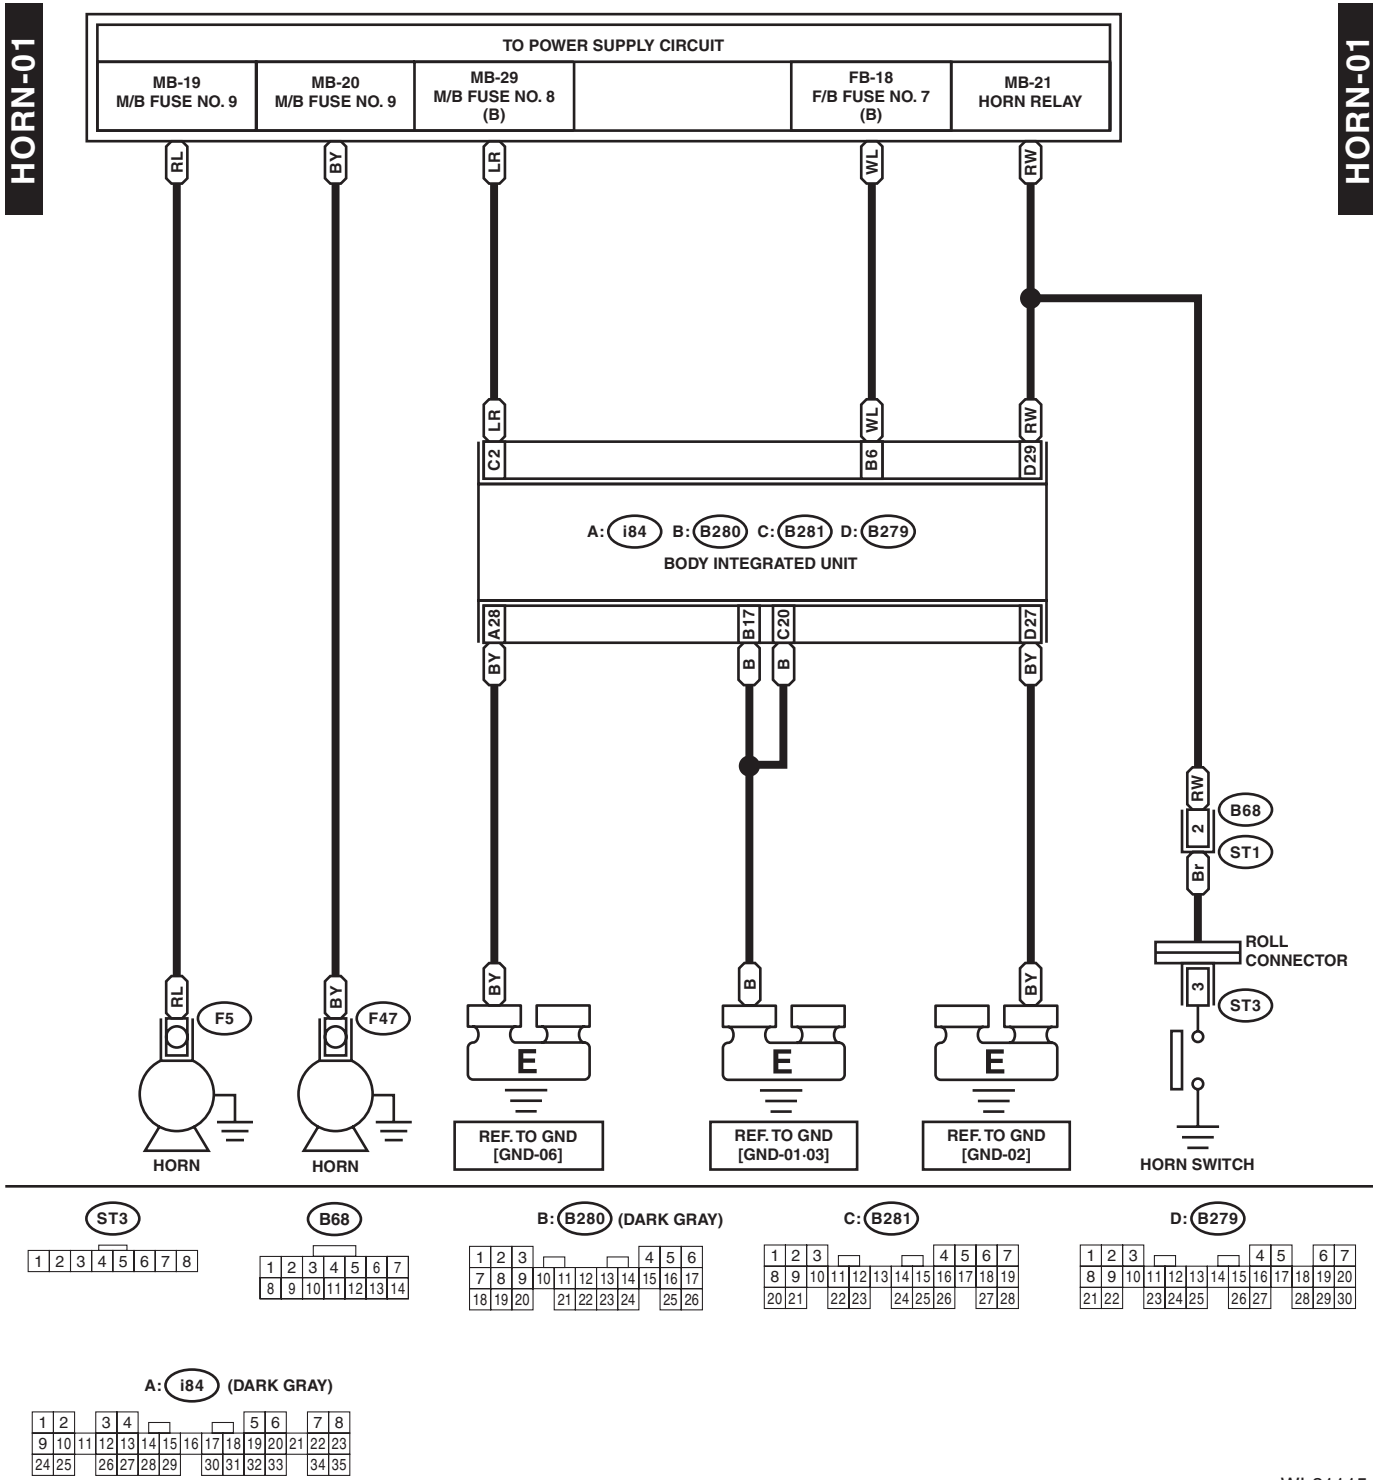 HORN-01
HORN-01
TO POWER SUPPLY CIRCUIT
MB-19
M/B FUSE NO. 9
MB-20
M/B FUSE NO. 9
MB-29
M/B FUSE NO. 8
(B)
FB-18
F/B FUSE NO. 7
(B)
MB-21
HORN RELAY
RL
BY
LR
WL
RW
LR
WL
RW
C2
B6
D29
A: i84 B: B280 C: B281 D: B279
BODY INTEGRATED UNIT
A28
B17
C20
D27
BY
B
B
BY
RW
2
B68
ST1
Br
ROLL
CONNECTOR
3
ST3
RL
BY
BY
B
BY
F5
F47
E
E
E
HORN
HORN
REF. TO GND
[GND-06]
REF. TO GND
[GND-01·03]
REF. TO GND
[GND-02]
HORN SWITCH
ST3
1 2 3 4 5 6 7 8
B68
1 2 3 4 5 6 7
8 9 10 11 12 13 14
B: B280 (DARK GRAY)
1 2 3 4 5 6
7 8 9 10 11 12 13 14 15 16 17
18 19 20 21 22 23 24 25 26
C: B281
1 2 3 4 5 6 7
8 9 10 11 12 13 14 15 16 17 18 19
20 21 22 23 24 25 26 27 28
D: B279
1 2 3 4 5 6 7
8 9 10 11 12 13 14 15 16 17 18 19 20
21 22 23 24 25 26 27 28 29 30
A: i84 (DARK GRAY)
1 2 3 4 5 6 7 8
9 10 11 12 13 14 15 16 17 18 19 20 21 22 23
24 25 26 27 28 29 30 31 32 33 34 35